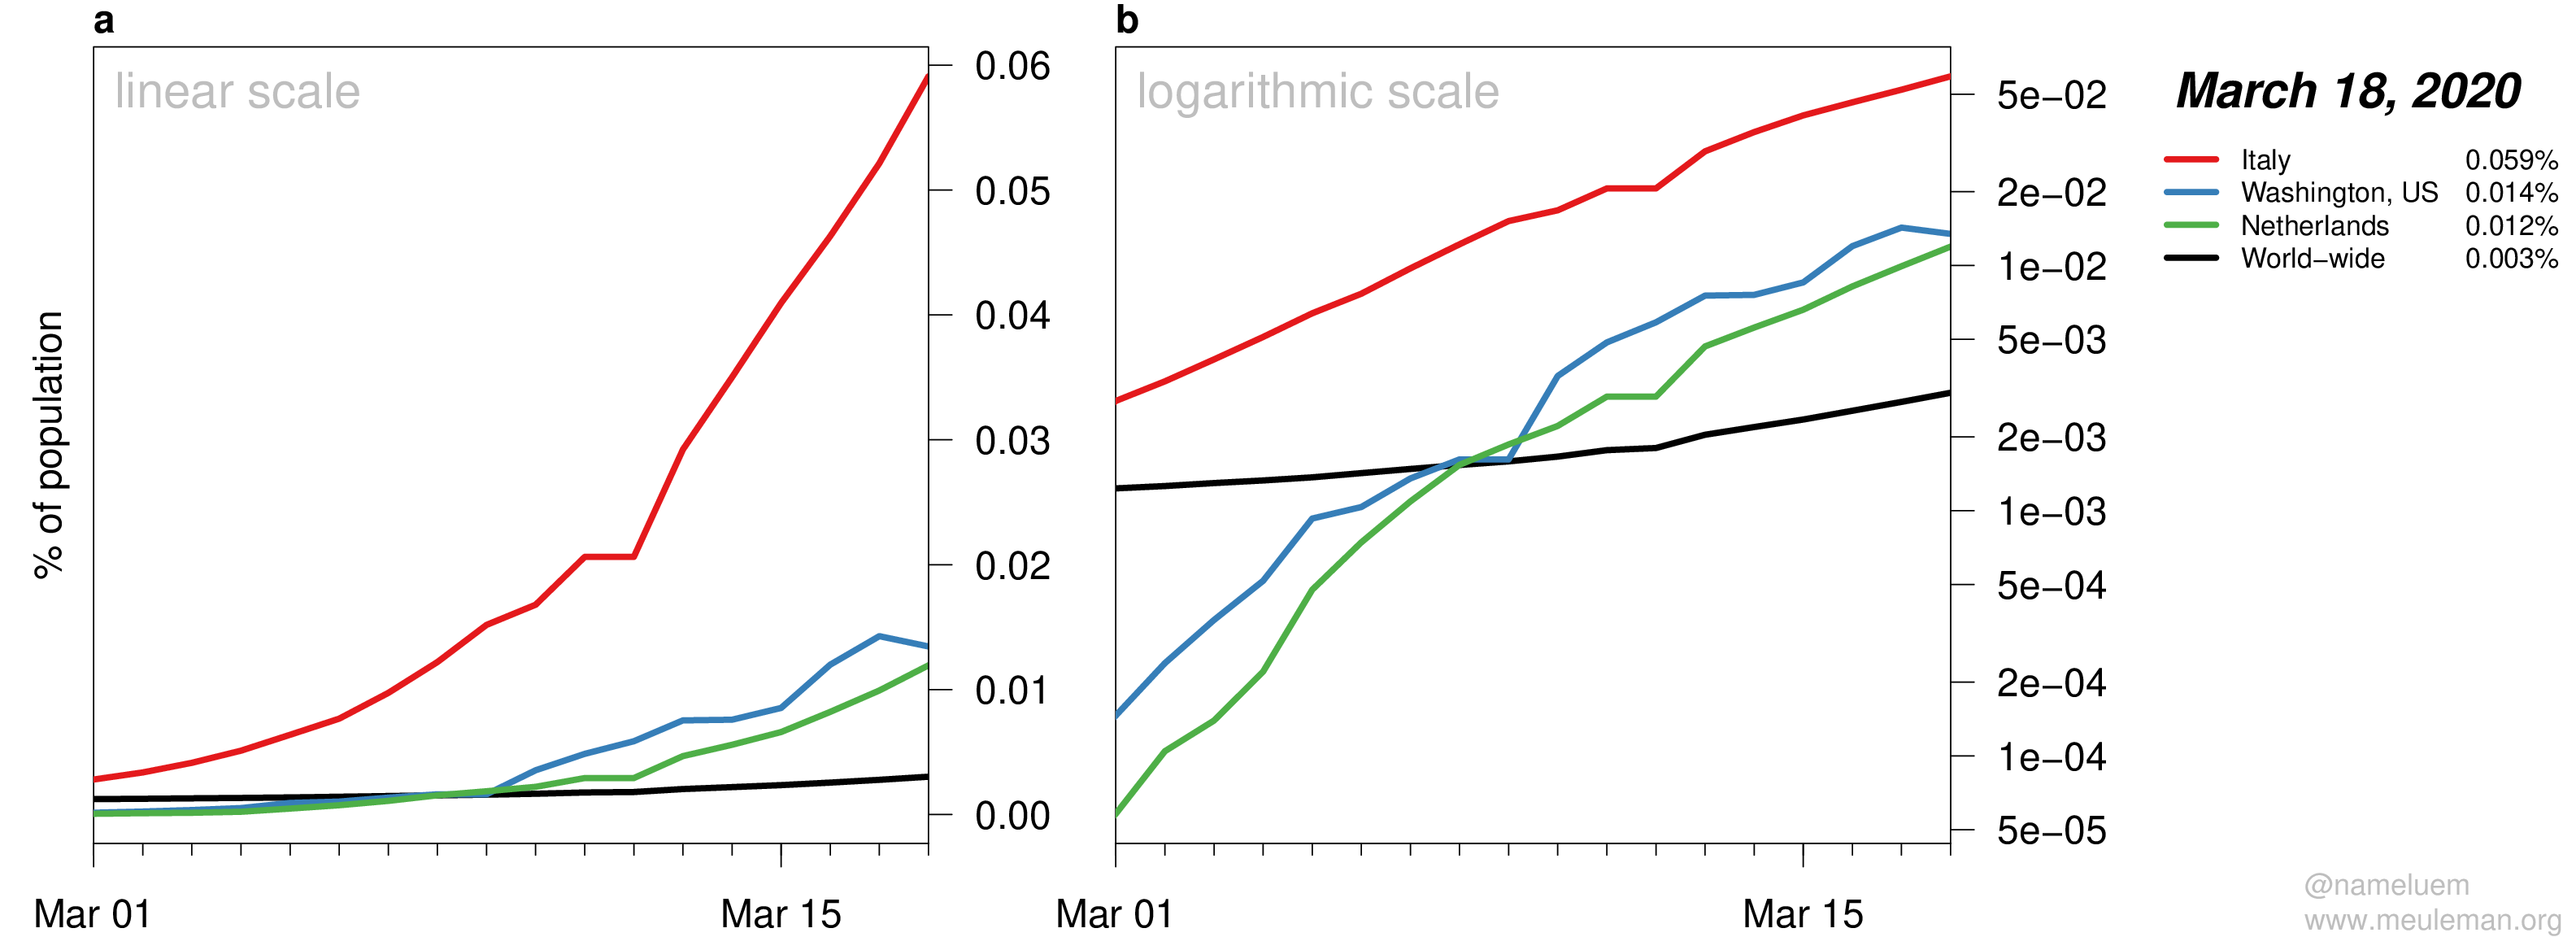 a
linear scale
0.06
0.05
0.04
0.03
0.02
0.01
0.00
% of population
Mar 01
Mar 15
b
logarithmic scale
5e−02
2e−02
1e−02
5e−03
2e−03
1e−03
5e−04
2e−04
1e−04
5e−05
Mar 01
Mar 15
March 18, 2020
Italy 0.059%
Washington, US 0.014%
Netherlands 0.012%
World−wide 0.003%
@nameluem
www.meuleman.org